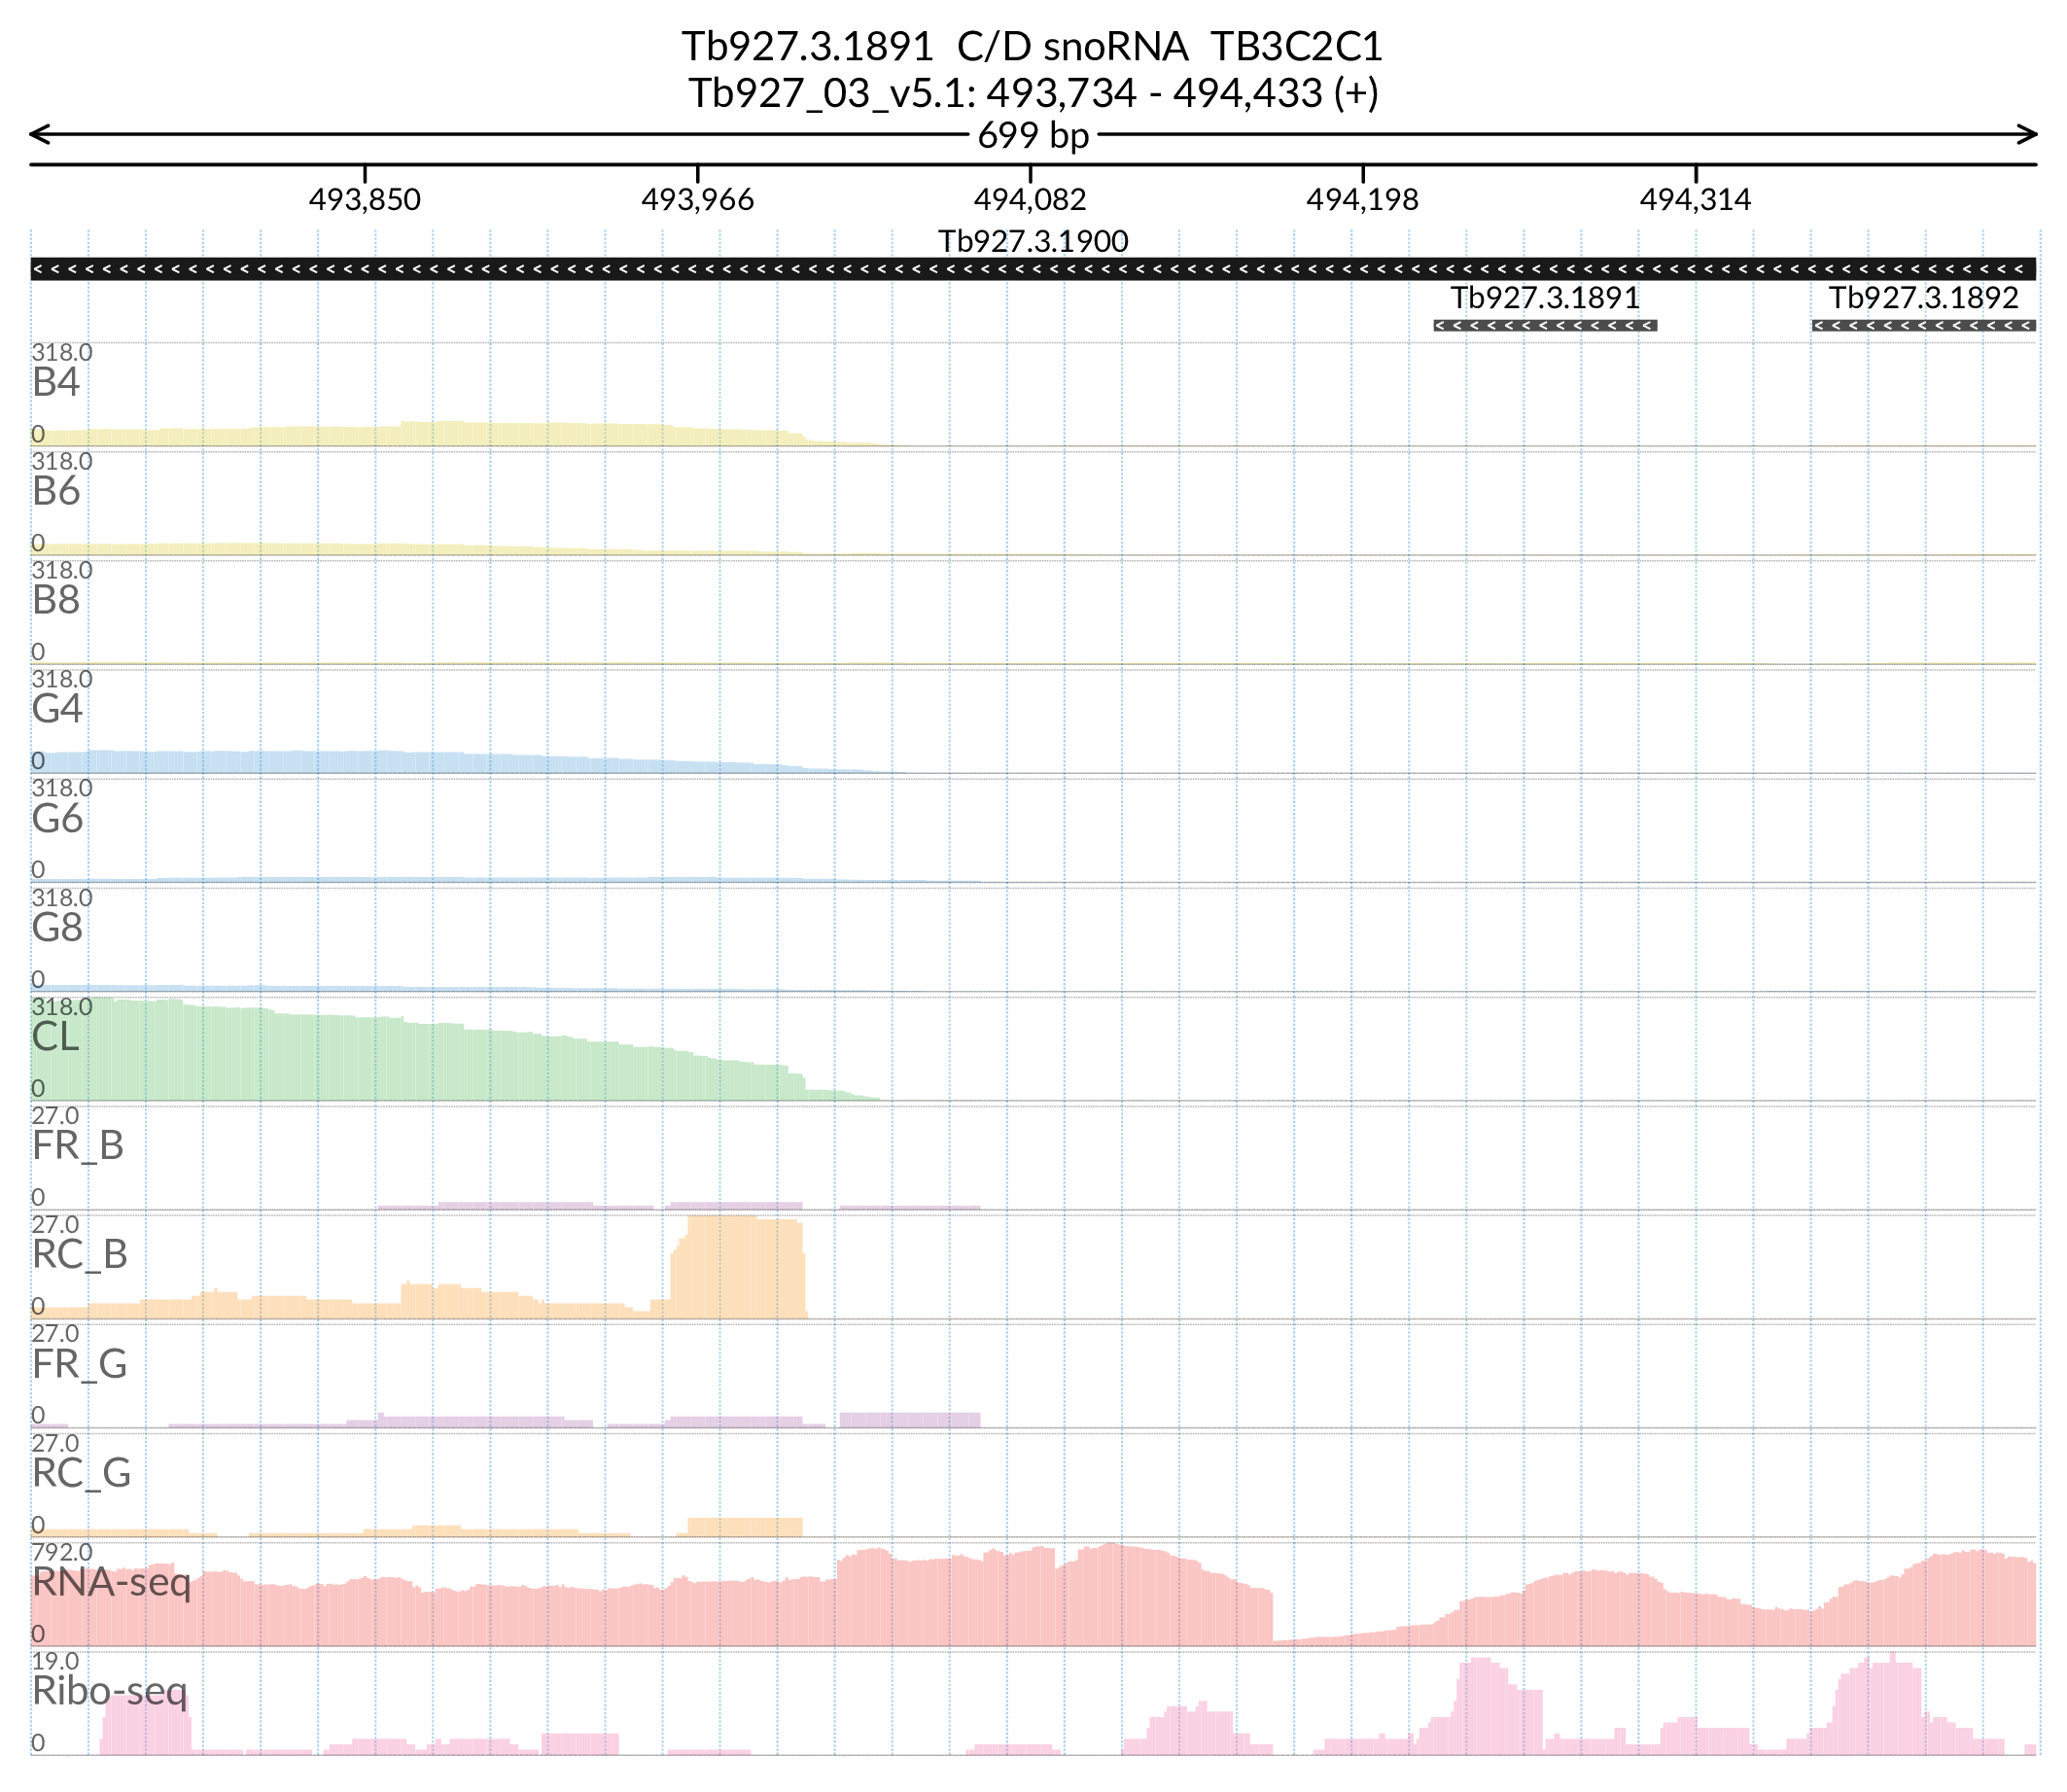 Tb927.3.1891  C/D snoRNA  TB3C2C1
Tb927_03_v5.1: 493,734 - 494,433 (+)
699 bp
493,850 493,966 494,082 494,198 494,314
Tb927.3.1900
Tb927.3.1891 Tb927.3.1892
318.0
B4
0
318.0
B6
0
318.0
B8
0
318.0
G4
0
318.0
G6
0
318.0
G8
0
318.0
CL
0
27.0
FR_B
0
27.0
RC_B
0
27.0
FR_G
0
27.0
RC_G
0
792.0
RNA-seq
0
19.0
Ribo-seq
0